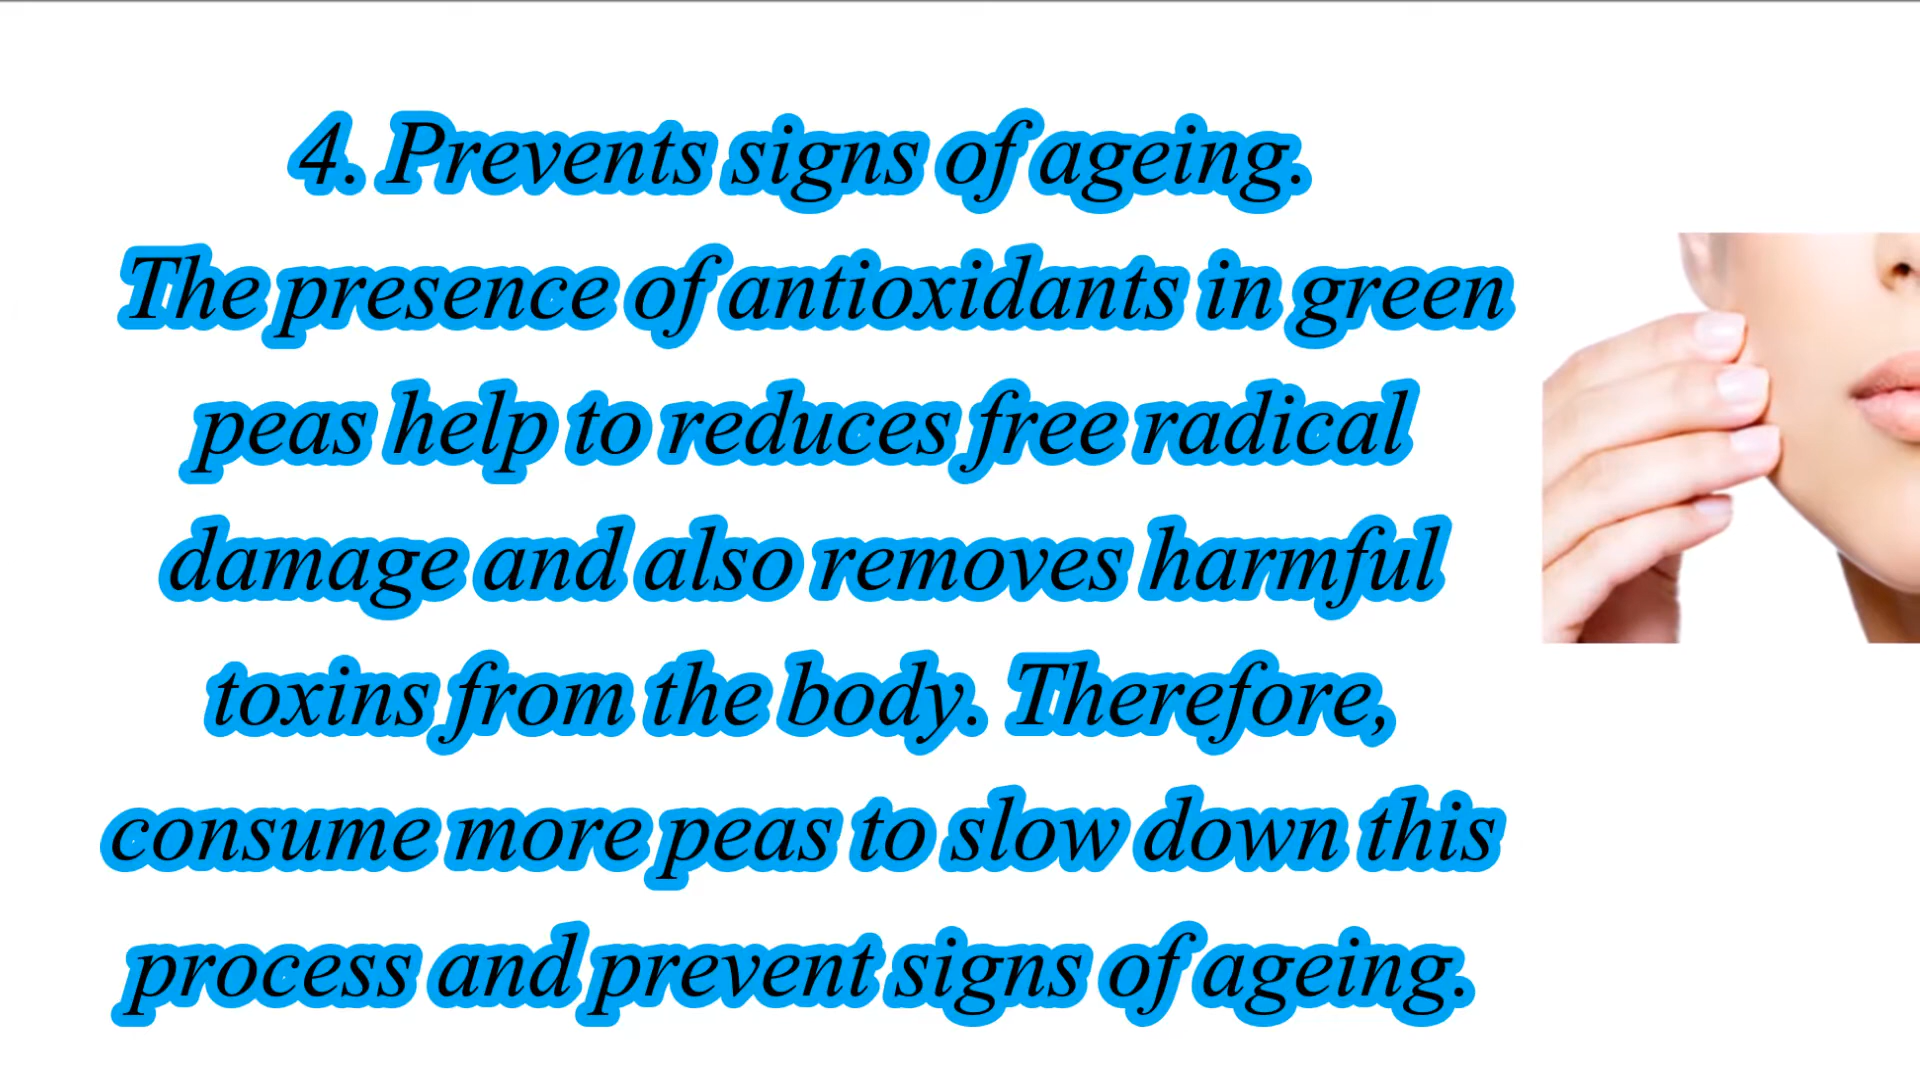 4. Prevents signs of ageing.
The presence of antioxidants in green
peas help to reduces free radical
damage and also removes harmful
toxins from the body. Therefore,
consume more peas to slow down this
process and prevent signs of ageing.